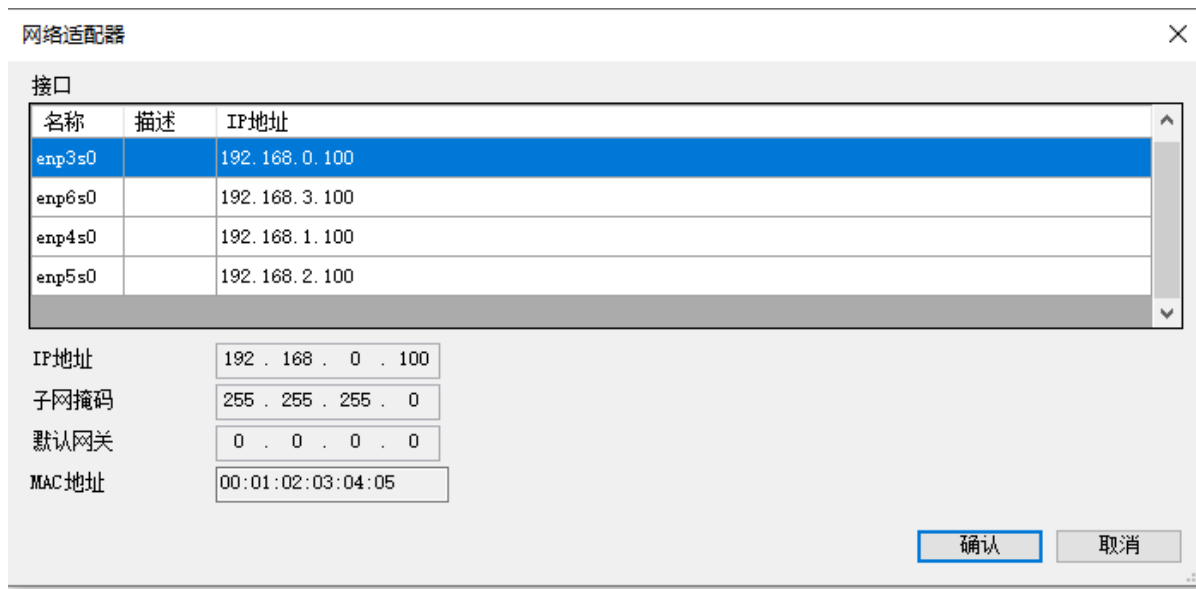 网络适配器
接口
名称 描述 IP地址
enp3s0 192.168.0.100
enp6s0 192.168.3.100
enp4s0 192.168.1.100
enp5s0 192.168.2.100
IP地址 192 . 168 . 0 . 100
子网掩码 255 . 255 . 255 . 0
默认网关 0 . 0 . 0 . 0
MAC地址 00:01:02:03:04:05
确认 取消